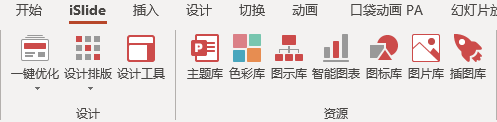 开始 iSlide 插入 设计 切换 动画 口袋动画 PA 幻灯片放
一键优化 设计排版 设计工具 主题库 色彩库 图示库 智能图表 图标库 图片库 插图库
设计 资源